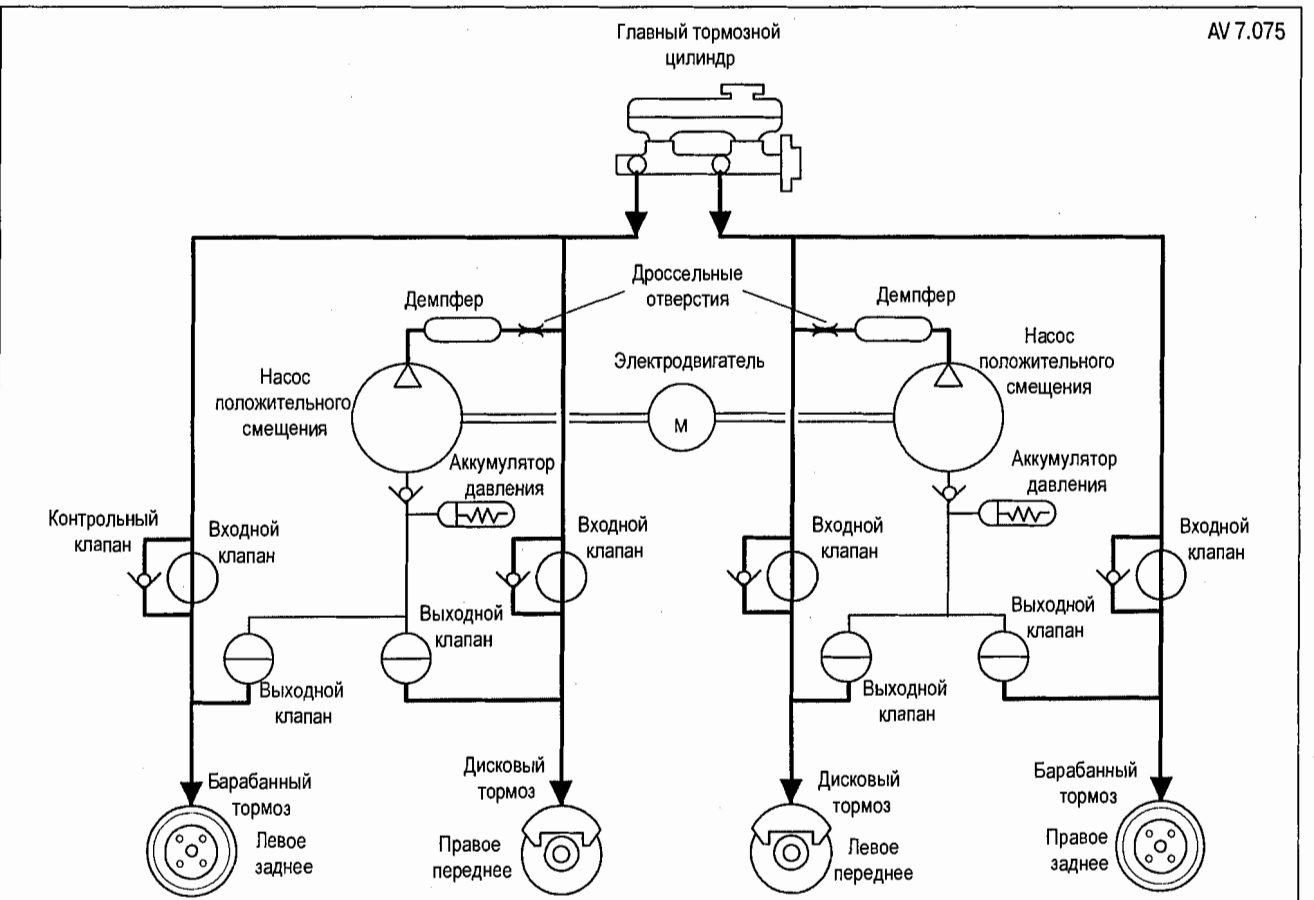 AV 7.075
Главный тормозной
цилиндр
Дроссельные
отверстия
Демпфер
Демпфер
Электродвигатель
Насос
положительного
смещения
Насос
положительного
смещения
М
Аккумулятор
давления
Аккумулятор
давления
Контрольный
клапан
Входной
клапан
Входной
клапан
Входной
клапан
Входной
клапан
Выходной
клапан
Выходной
клапан
Выходной
клапан
Выходной
клапан
Барабанный
тормоз
Левое
заднее
Дисковый
тормоз
Правое
переднее
Дисковый
тормоз
Левое
переднее
Барабанный
тормоз
Правое
заднее